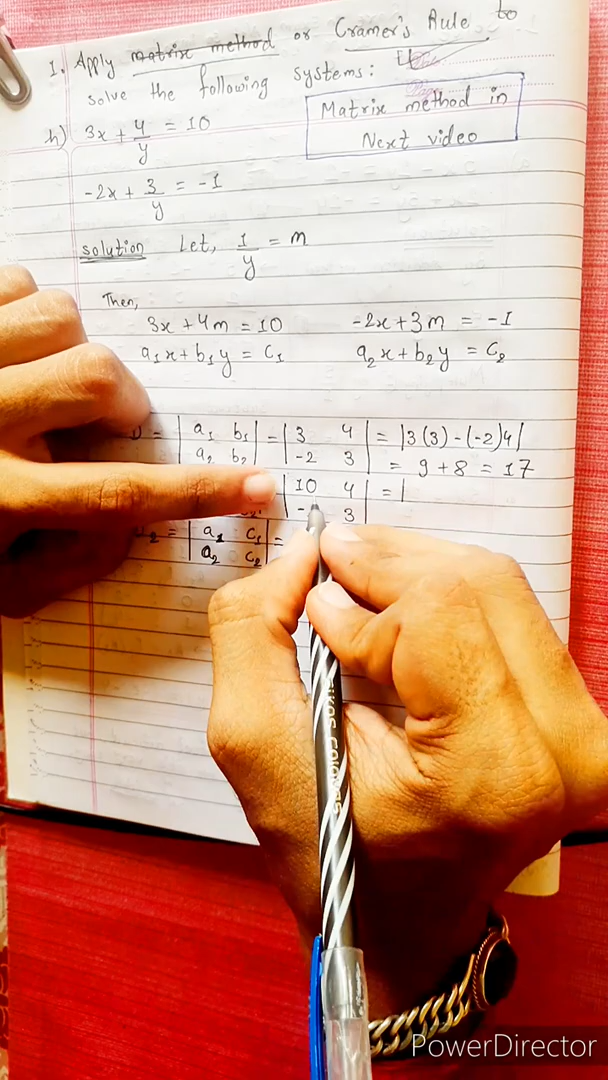 1. Apply matrix method or Cramer's Rule to
solve the following systems:
Matrix method in
Next video
h) 3x + 4/y = 10
-2x + 3/y = -1
solution Let, 1/y = m
Then,
3x + 4m = 10 -2x + 3m = -1
a₁x + b₁y = c₁ a₂x + b₂y = c₂
= | a₁ b₁ | = | 3 4 | = |3(3) - (-2)4|
| a₂ b₂ | | -2 3 | = 9 + 8 = 17
| 10 4 | = |
| - 3 |
= | a₁ c₁ | =
| a₂ c₂ |
PowerDirector